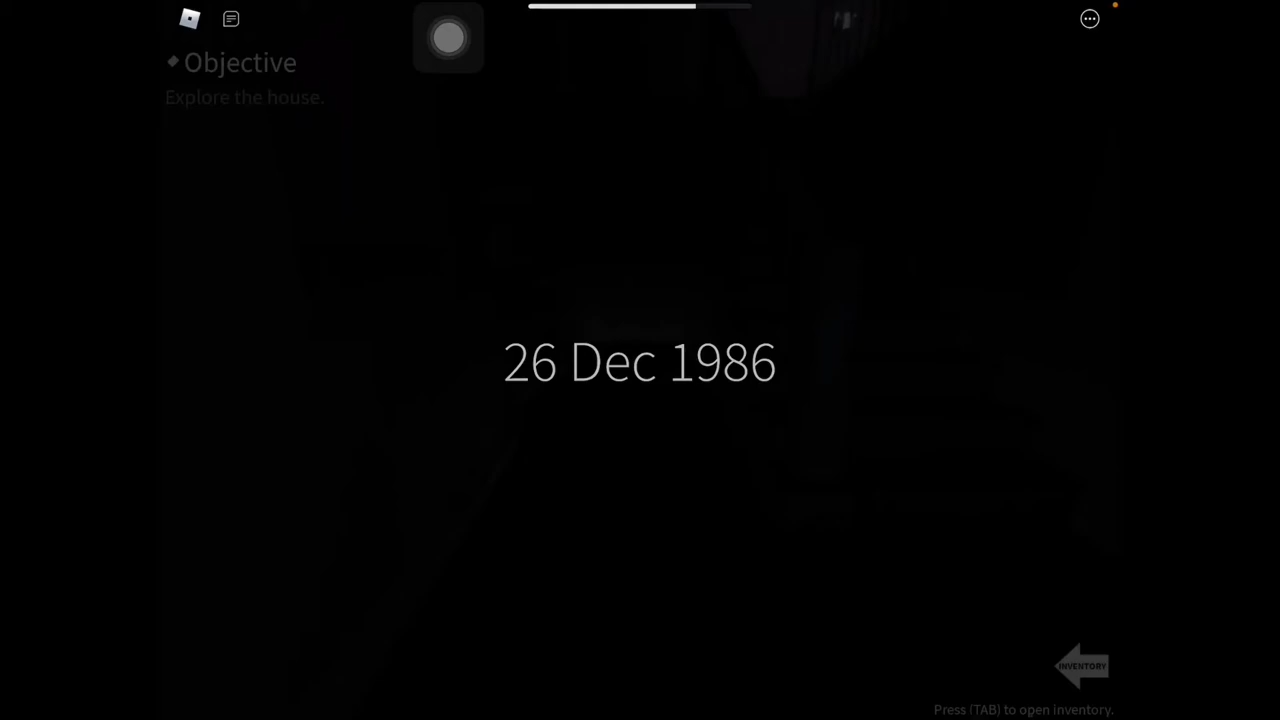 Objective
Explore the house.
26 Dec 1986
INVENTORY
Press (TAB) to open inventory.